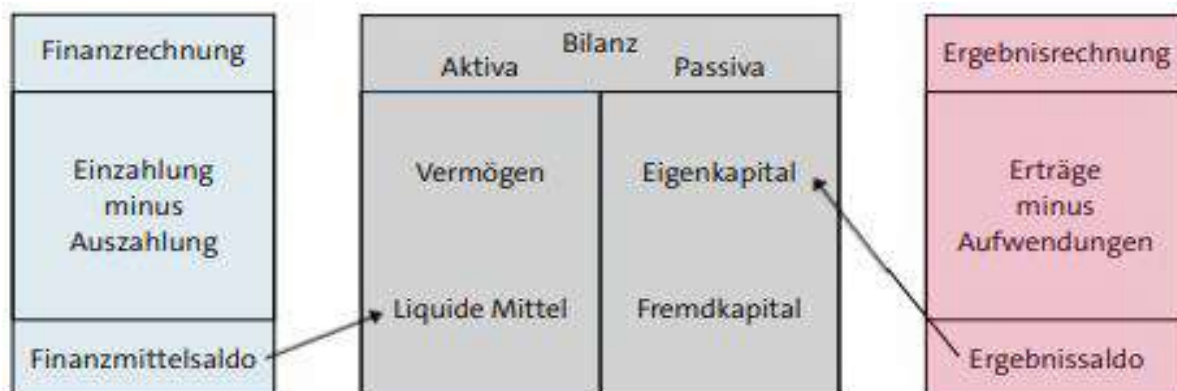 Finanzrechnung
Einzahlung
minus
Auszahlung
Finanzmittelsaldo
Bilanz
Aktiva
Passiva
Vermögen
Liquide Mittel
Eigenkapital
Fremdkapital
Ergebnisrechnung
Erträge
minus
Aufwendungen
Ergebnissaldo